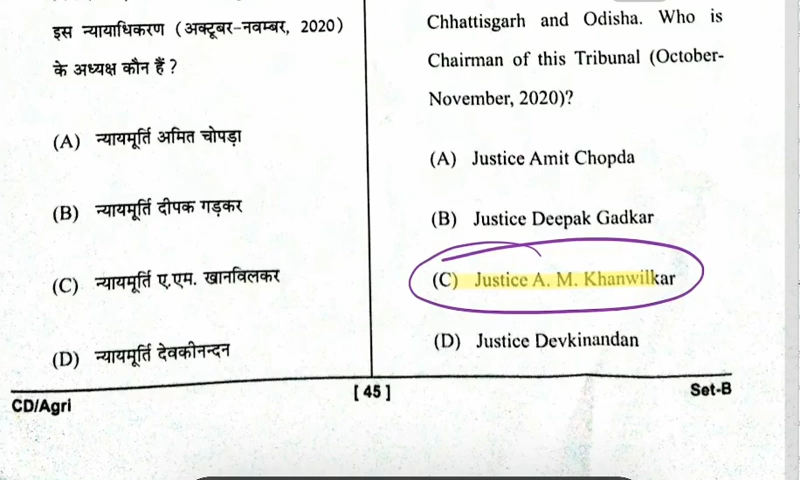 इस न्यायाधिकरण (अक्टूबर-नवम्बर, 2020)
के अध्यक्ष कौन हैं ?
(A) न्यायमूर्ति अमित चोपड़ा
(B) न्यायमूर्ति दीपक गड़कर
(C) न्यायमूर्ति ए.एम. खानविलकर
(D) न्यायमूर्ति देवकीनन्दन
Chhattisgarh and Odisha. Who is
Chairman of this Tribunal (October-
November, 2020)?
(A) Justice Amit Chopda
(B) Justice Deepak Gadkar
(C) Justice A. M. Khanwilkar
(D) Justice Devkinandan
CD/Agri
[ 45 ]
Set-B